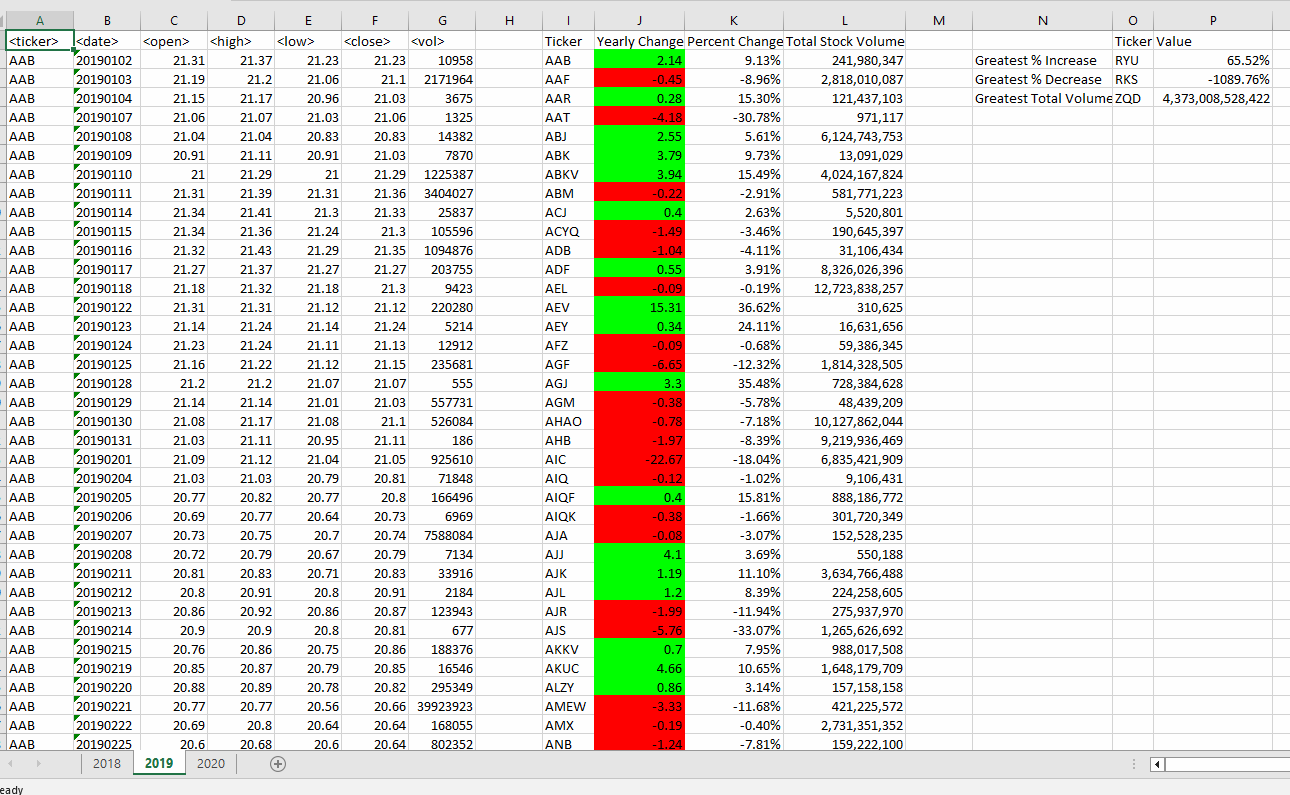 A B C D E F G H I J K L M N O P
<ticker> <date> <open> <high> <low> <close> <vol> Ticker Yearly Change Percent Change Total Stock Volume Ticker Value
AAB 20190102 21.31 21.37 21.23 21.23 10958 AAB 2.14 9.13% 241,980,347 Greatest % Increase RYU 65.52%
AAB 20190103 21.19 21.2 21.06 21.1 2171964 AAF -0.45 -8.96% 2,818,010,087 Greatest % Decrease RKS -1089.76%
AAB 20190104 21.15 21.17 20.96 21.03 3675 AAR 0.28 15.30% 121,437,103 Greatest Total Volume ZQD 4,373,008,528,422
AAB 20190107 21.06 21.07 21.03 21.06 1325 AAT -4.18 -30.78% 971,117
AAB 20190108 21.04 21.04 20.83 20.83 14382 ABJ 2.55 5.61% 6,124,743,753
AAB 20190109 20.91 21.11 20.91 21.03 7870 ABK 3.79 9.73% 13,091,029
AAB 20190110 21 21.29 21 21.29 1225387 ABKV 3.94 15.49% 4,024,167,824
AAB 20190111 21.31 21.39 21.31 21.36 3404027 ABM -0.22 -2.91% 581,771,223
AAB 20190114 21.34 21.41 21.3 21.33 25837 ACJ 0.4 2.63% 5,520,801
AAB 20190115 21.34 21.36 21.24 21.3 105596 ACYQ -1.49 -3.46% 190,645,397
AAB 20190116 21.32 21.43 21.29 21.35 1094876 ADB -1.04 -4.11% 31,106,434
AAB 20190117 21.27 21.37 21.27 21.27 203755 ADF 0.55 3.91% 8,326,026,396
AAB 20190118 21.18 21.32 21.18 21.3 9423 AEL -0.09 -0.19% 12,723,838,257
AAB 20190122 21.31 21.31 21.12 21.12 220280 AEV 15.31 36.62% 310,625
AAB 20190123 21.14 21.24 21.14 21.24 5214 AEY 0.34 24.11% 16,631,656
AAB 20190124 21.23 21.24 21.11 21.13 12912 AFZ -0.09 -0.68% 59,386,345
AAB 20190125 21.16 21.22 21.12 21.15 235681 AGF -6.65 -12.32% 1,814,328,505
AAB 20190128 21.2 21.2 21.07 21.07 555 AGJ 3.3 35.48% 728,384,628
AAB 20190129 21.14 21.14 21.01 21.03 557731 AGM -0.38 -5.78% 48,439,209
AAB 20190130 21.08 21.17 21.08 21.1 526084 AHAO -0.78 -7.18% 10,127,862,044
AAB 20190131 21.03 21.11 20.95 21.11 186 AHB -1.97 -8.39% 9,219,936,469
AAB 20190201 21.09 21.12 21.04 21.05 925610 AIC -22.67 -18.04% 6,835,421,909
AAB 20190204 21.03 21.03 20.79 20.81 71848 AIQ -0.12 -1.02% 9,106,431
AAB 20190205 20.77 20.82 20.77 20.8 166496 AIQF 0.4 15.81% 888,186,772
AAB 20190206 20.69 20.77 20.64 20.73 6969 AIQK -0.38 -1.66% 301,720,349
AAB 20190207 20.73 20.75 20.7 20.74 7588084 AJA -0.08 -3.07% 152,528,235
AAB 20190208 20.72 20.79 20.67 20.79 7134 AJJ 4.1 3.69% 550,188
AAB 20190211 20.81 20.83 20.71 20.83 33916 AJK 1.19 11.10% 3,634,766,488
AAB 20190212 20.8 20.91 20.8 20.91 2184 AJL 1.2 8.39% 224,258,605
AAB 20190213 20.86 20.92 20.86 20.87 123943 AJR -1.99 -11.94% 275,937,970
AAB 20190214 20.9 20.9 20.8 20.81 677 AJS -5.76 -33.07% 1,265,626,692
AAB 20190215 20.76 20.86 20.75 20.86 188376 AKKV 0.7 7.95% 988,017,508
AAB 20190219 20.85 20.87 20.79 20.85 16546 AKUC 4.66 10.65% 1,648,179,709
AAB 20190220 20.88 20.89 20.78 20.82 295349 ALZY 0.86 3.14% 157,158,158
AAB 20190221 20.77 20.77 20.56 20.66 39923923 AMEW -3.33 -11.68% 421,225,572
AAB 20190222 20.69 20.8 20.64 20.64 168055 AMX -0.19 -0.40% 2,731,351,352
AAB 20190225 20.6 20.68 20.6 20.64 802352 ANB -1.24 -7.81% 159,222,100
2018 2019 2020
eady